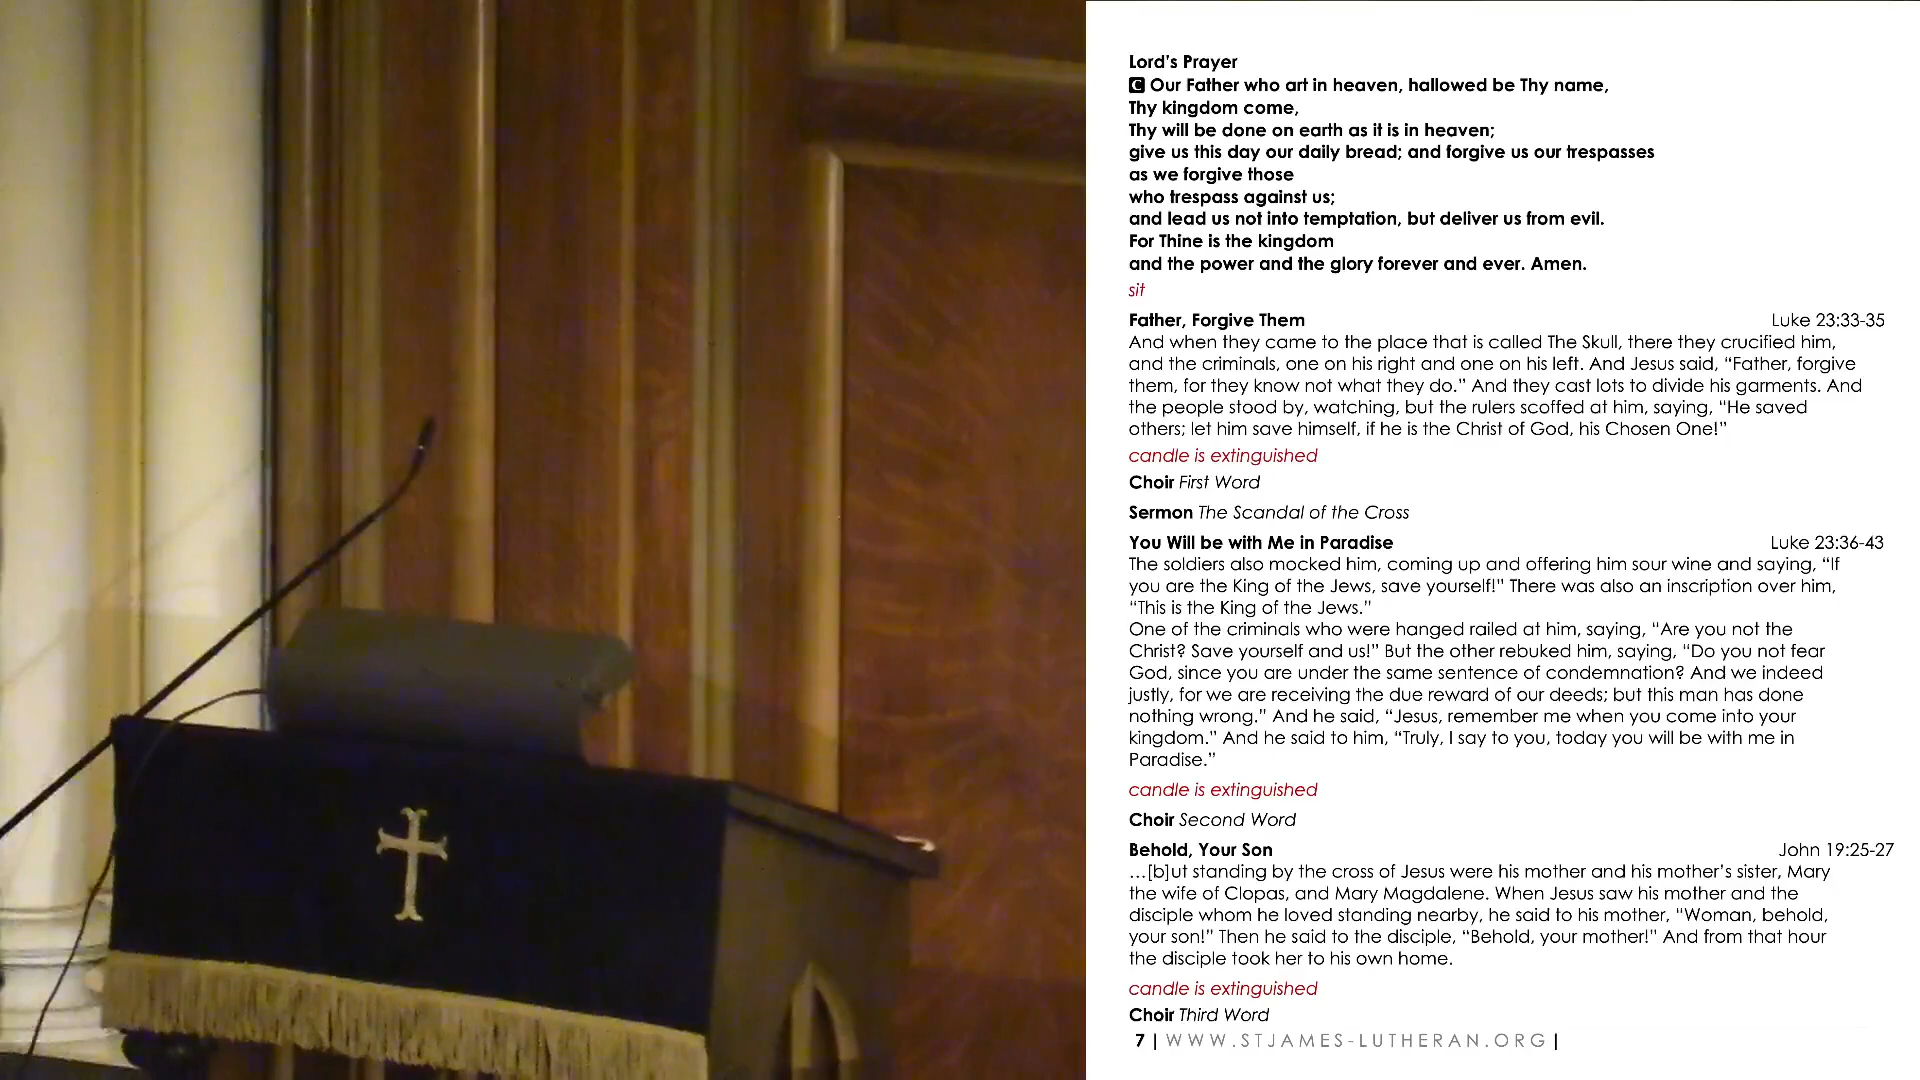 Lord's Prayer
C Our Father who art in heaven, hallowed be Thy name,
Thy kingdom come,
Thy will be done on earth as it is in heaven;
give us this day our daily bread; and forgive us our trespasses
as we forgive those
who trespass against us;
and lead us not into temptation, but deliver us from evil.
For Thine is the kingdom
and the power and the glory forever and ever. Amen.
sit
Father, Forgive Them Luke 23:33-35
And when they came to the place that is called The Skull, there they crucified him,
and the criminals, one on his right and one on his left. And Jesus said, “Father, forgive
them, for they know not what they do.” And they cast lots to divide his garments. And
the people stood by, watching, but the rulers scoffed at him, saying, “He saved
others; let him save himself, if he is the Christ of God, his Chosen One!”
candle is extinguished
Choir First Word
Sermon The Scandal of the Cross
You Will be with Me in Paradise Luke 23:36-43
The soldiers also mocked him, coming up and offering him sour wine and saying, “If
you are the King of the Jews, save yourself!” There was also an inscription over him,
“This is the King of the Jews.”
One of the criminals who were hanged railed at him, saying, “Are you not the
Christ? Save yourself and us!” But the other rebuked him, saying, “Do you not fear
God, since you are under the same sentence of condemnation? And we indeed
justly, for we are receiving the due reward of our deeds; but this man has done
nothing wrong.” And he said, “Jesus, remember me when you come into your
kingdom.” And he said to him, “Truly, I say to you, today you will be with me in
Paradise.”
candle is extinguished
Choir Second Word
Behold, Your Son John 19:25-27
…[b]ut standing by the cross of Jesus were his mother and his mother’s sister, Mary
the wife of Clopas, and Mary Magdalene. When Jesus saw his mother and the
disciple whom he loved standing nearby, he said to his mother, “Woman, behold,
your son!” Then he said to the disciple, “Behold, your mother!” And from that hour
the disciple took her to his own home.
candle is extinguished
Choir Third Word
7 | WWW.STJAMES-LUTHERAN.ORG |